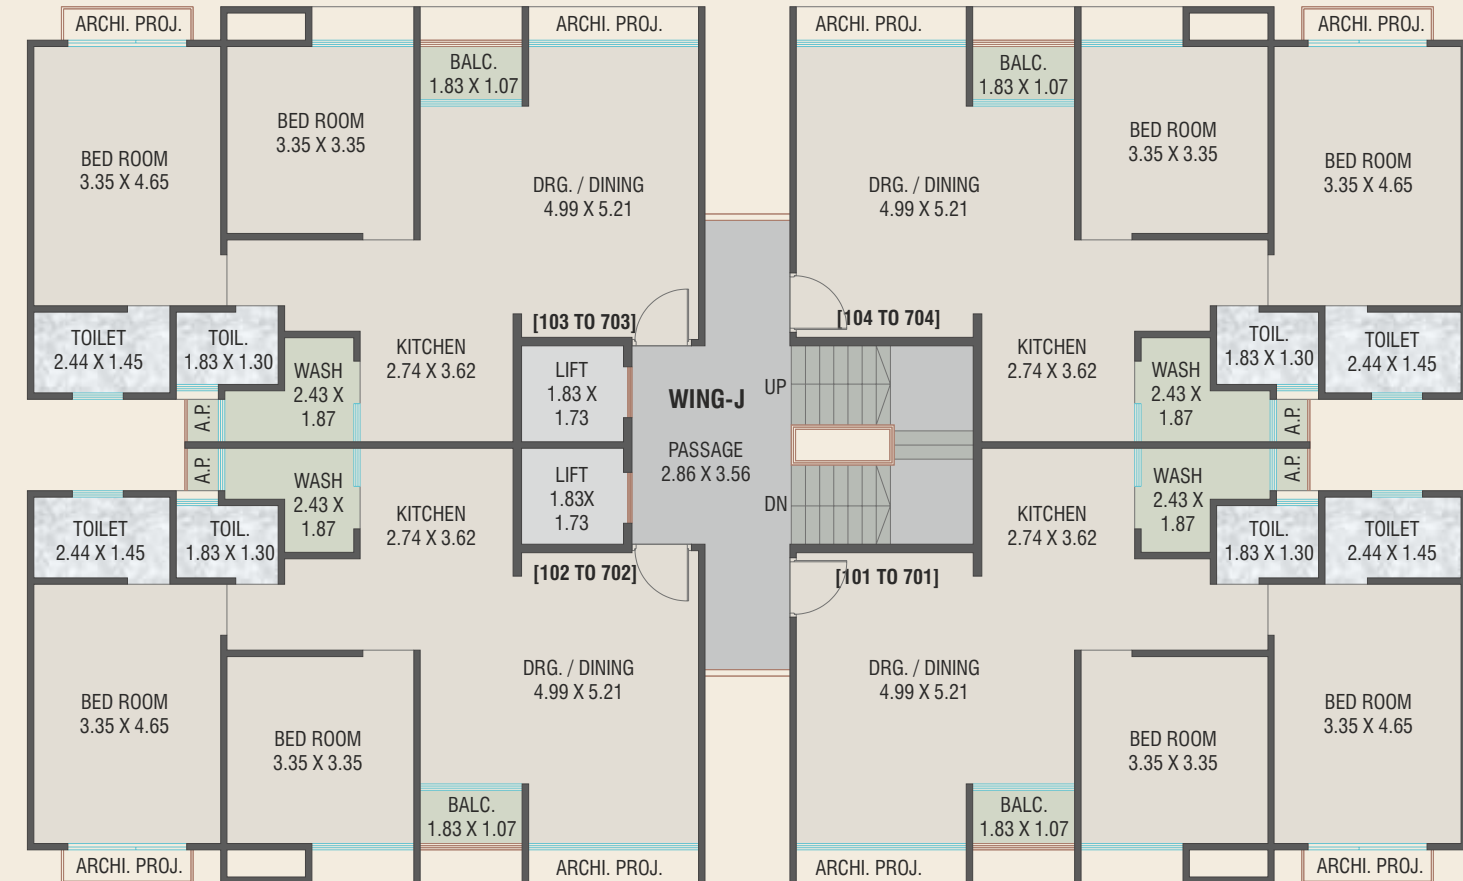 ARCHI. PROJ.
ARCHI. PROJ.
ARCHI. PROJ.
ARCHI. PROJ.
BALC.
1.83 X 1.07
BALC.
1.83 X 1.07
BED ROOM
3.35 X 4.65
BED ROOM
3.35 X 3.35
DRG. / DINING
4.99 X 5.21
DRG. / DINING
4.99 X 5.21
BED ROOM
3.35 X 3.35
BED ROOM
3.35 X 4.65
[103 TO 703]
[104 TO 704]
TOILET
2.44 X 1.45
TOIL.
1.83 X 1.30
WASH
2.43 X
1.87
KITCHEN
2.74 X 3.62
LIFT
1.83 X
1.73
WING-J
UP
KITCHEN
2.74 X 3.62
WASH
2.43 X
1.87
TOIL.
1.83 X 1.30
TOILET
2.44 X 1.45
A.P.
A.P.
PASSAGE
2.86 X 3.56
A.P.
A.P.
TOILET
2.44 X 1.45
TOIL.
1.83 X 1.30
WASH
2.43 X
1.87
KITCHEN
2.74 X 3.62
LIFT
1.83X
1.73
DN
KITCHEN
2.74 X 3.62
WASH
2.43 X
1.87
TOIL.
1.83 X 1.30
TOILET
2.44 X 1.45
[102 TO 702]
[101 TO 701]
BED ROOM
3.35 X 4.65
BED ROOM
3.35 X 3.35
DRG. / DINING
4.99 X 5.21
DRG. / DINING
4.99 X 5.21
BED ROOM
3.35 X 3.35
BED ROOM
3.35 X 4.65
BALC.
1.83 X 1.07
BALC.
1.83 X 1.07
ARCHI. PROJ.
ARCHI. PROJ.
ARCHI. PROJ.
ARCHI. PROJ.